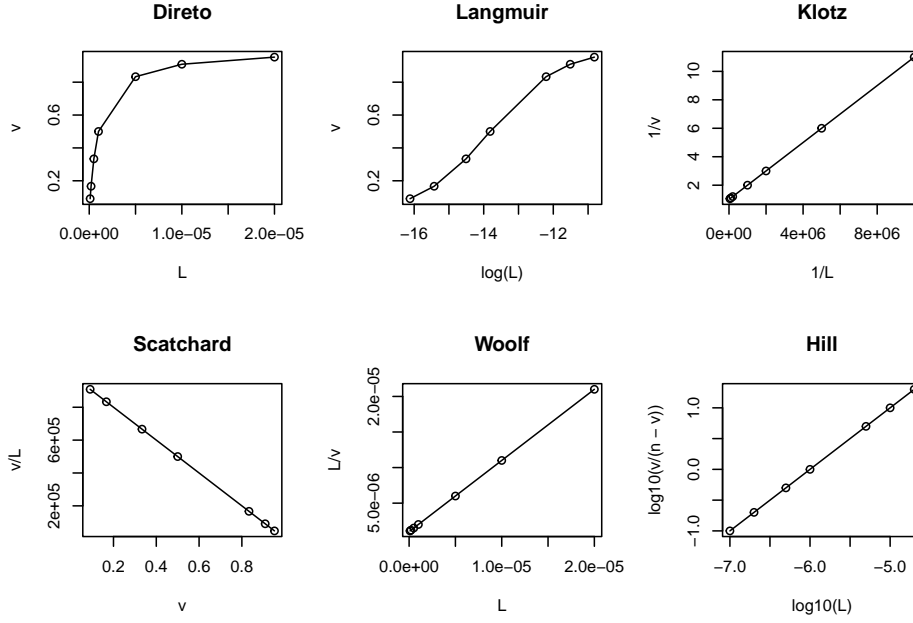 Direto
v
0.2 0.6
0.0e+00 1.0e-05 2.0e-05
L
Langmuir
v
0.2 0.6
−16 −14 −12
log(L)
Klotz
1/v
2 4 6 8 10
0e+00 4e+06 8e+06
1/L
Scatchard
v/L
2e+05 6e+05
0.2 0.4 0.6 0.8
v
Woolf
L/v
5.0e-06 2.0e-05
0.0e+00 1.0e-05 2.0e-05
L
Hill
log10(v/(n − v))
−1.0 0.0 1.0
−7.0 −6.0 −5.0
log10(L)